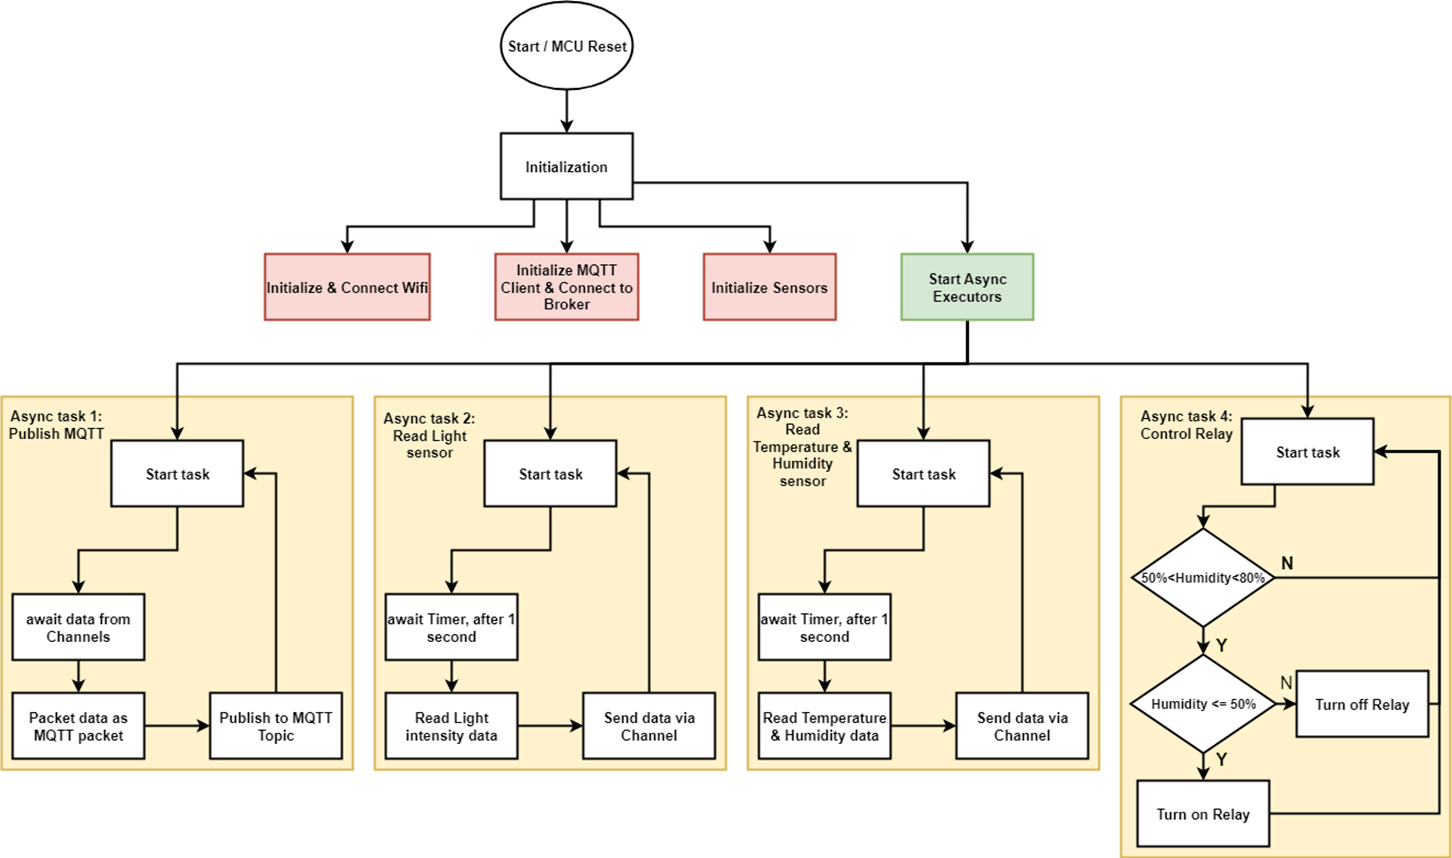 Start / MCU Reset
Initialization
Initialize & Connect Wifi
Initialize MQTT
Client & Connect to
Broker
Initialize Sensors
Start Async
Executors
Async task 1:
Publish MQTT
Start task
await data from
Channels
Packet data as
MQTT packet
Publish to MQTT
Topic
Async task 2:
Read Light
sensor
Start task
await Timer, after 1
second
Read Light
intensity data
Send data via
Channel
Async task 3:
Read
Temperature &
Humidity
sensor
Start task
await Timer, after 1
second
Read Temperature
& Humidity data
Send data via
Channel
Async task 4:
Control Relay
Start task
50%<Humidity<80%
N
Y
Humidity <= 50%
N
Turn off Relay
Y
Turn on Relay